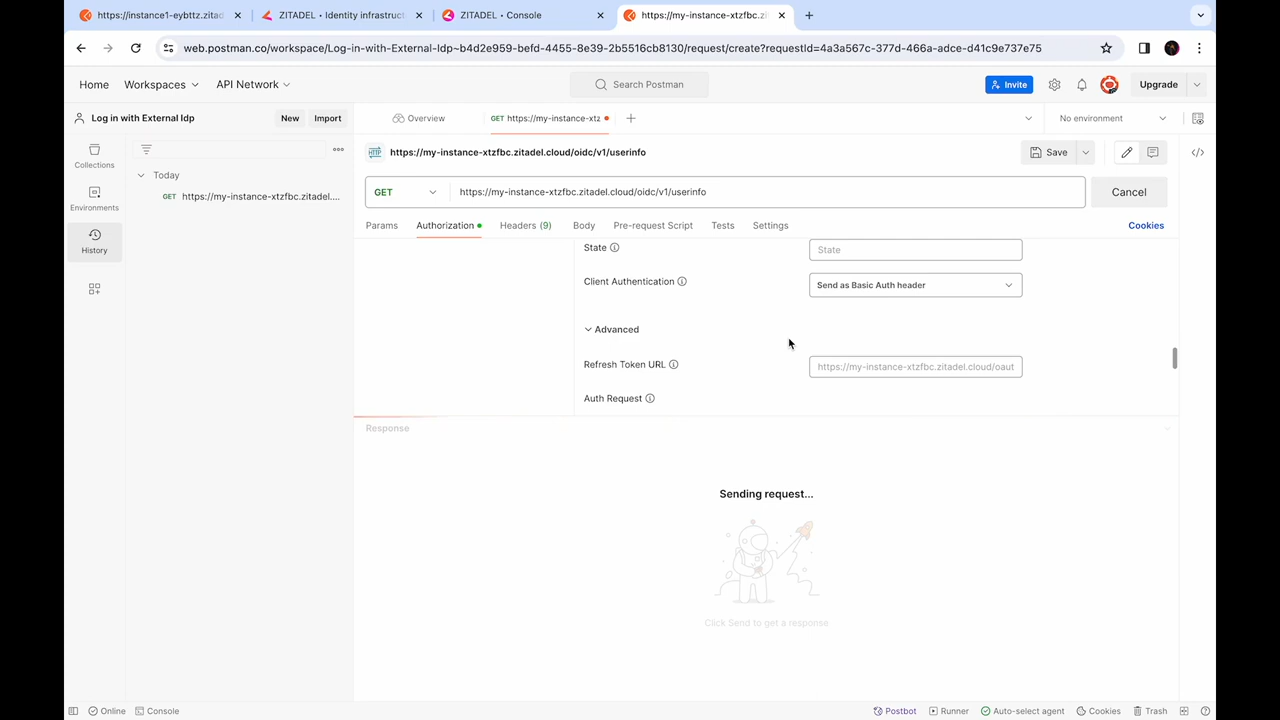 https://instance1-eybttz.zitad
ZITADEL • Identity infrastruct
ZITADEL • Console
https://my-instance-xtzfbc.zi
web.postman.co/workspace/Log-in-with-External-Idp~b4d2e959-befd-4455-8e39-2b5516cb8130/request/create?requestId=4a3a567c-377d-466a-adce-d41c9e737e75
Home
Workspaces
API Network
Search Postman
Invite
Upgrade
Log in with External Idp
New
Import
Overview
GET https://my-instance-xtz
No environment
Collections
Today
HTTP
https://my-instance-xtzfbc.zitadel.cloud/oidc/v1/userinfo
Save
GET https://my-instance-xtzfbc.zitadel....
Environments
GET
https://my-instance-xtzfbc.zitadel.cloud/oidc/v1/userinfo
Cancel
History
Params
Authorization
Headers (9)
Body
Pre-request Script
Tests
Settings
Cookies
State
State
Client Authentication
Send as Basic Auth header
Advanced
Refresh Token URL
https://my-instance-xtzfbc.zitadel.cloud/oaut
Auth Request
Response
Sending request...
Click Send to get a response
Online
Console
Postbot
Runner
Auto-select agent
Cookies
Trash